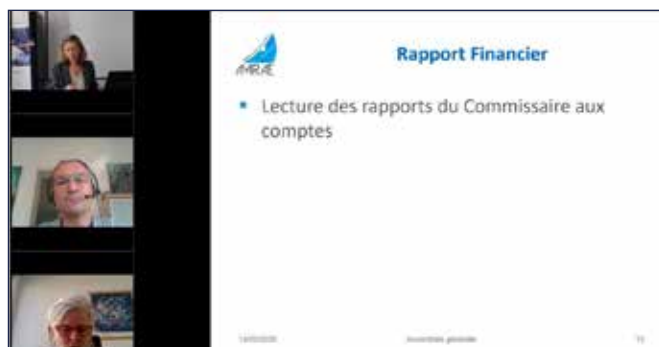 AMRAE
Rapport Financier
Lecture des rapports du Commissaire aux
comptes